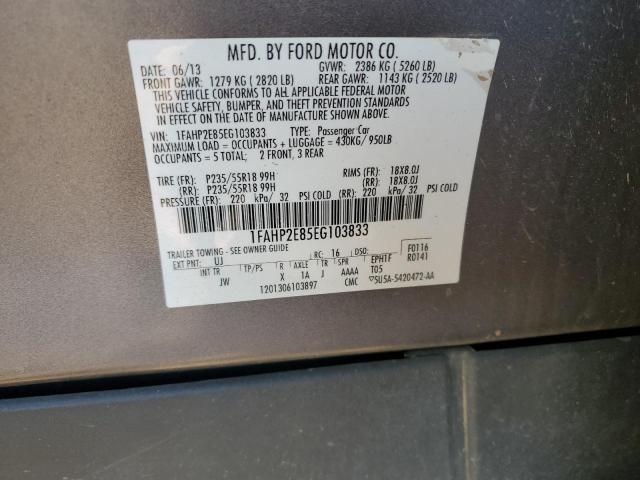 MFD. BY FORD MOTOR CO.
DATE: 06/13 GVWR: 2386 KG ( 5260 LB)
FRONT GAWR: 1279 KG ( 2820 LB) REAR GAWR: 1143 KG ( 2520 LB)
THIS VEHICLE CONFORMS TO ALL APPLICABLE FEDERAL MOTOR
VEHICLE SAFETY, BUMPER, AND THEFT PREVENTION STANDARDS
IN EFFECT ON THE DATE OF MANUFACTURE SHOWN ABOVE.
VIN: 1FAHP2E85EG103833 TYPE: Passenger Car
MAXIMUM LOAD = OCCUPANTS + LUGGAGE = 430KG/ 950LB
OCCUPANTS = 5 TOTAL; 2 FRONT, 3 REAR
TIRE (FR): P235/55R18 99H RIMS (FR): 18X8.0J
(RR): P235/55R18 99H (RR): 18X8.0J
PRESSURE (FR): 220 kPa/ 32 PSI COLD (RR): 220 kPa/ 32 PSI COLD
1FAHP2E85EG103833
TRAILER TOWING - SEE OWNER GUIDE
EXT PNT: UJ RC: 16 DSO: F0116
INT TR TP/PS R AXLE TR SPR EPH1F R0141
JW X 1A J AAAA T05
1201306103897 CMC ▽5U5A-5420472-AA